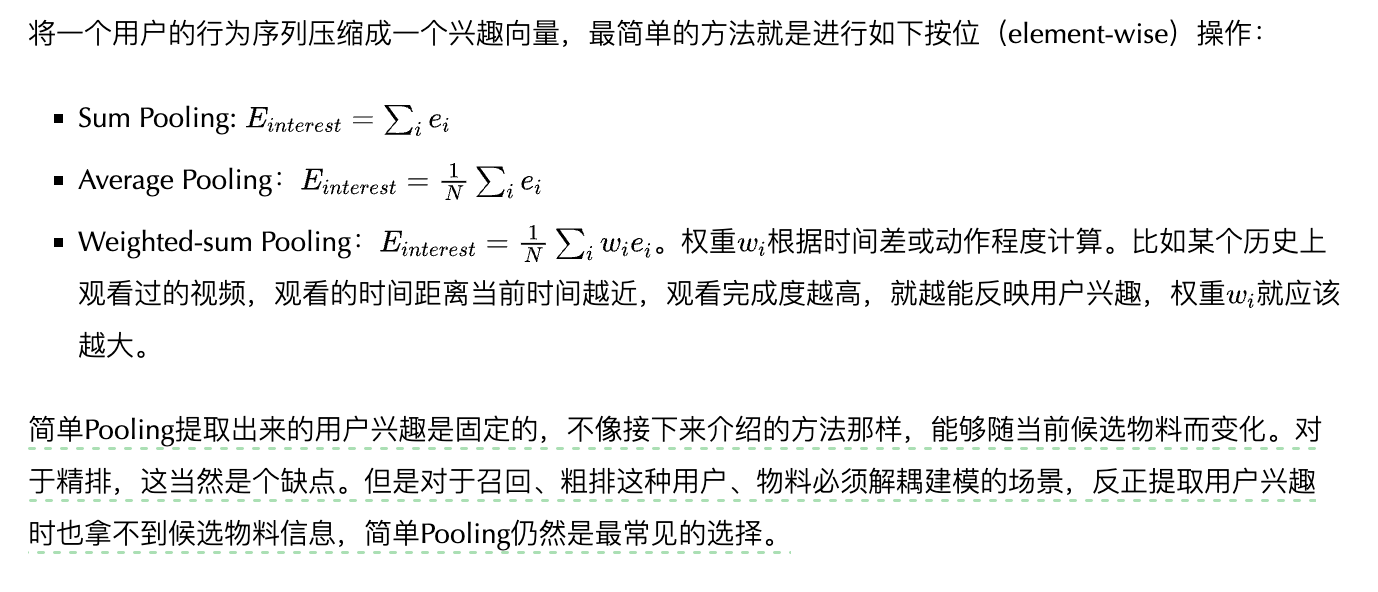 将一个用户的行为序列压缩成一个兴趣向量，最简单的方法就是进行如下按位（element-wise）操作：
▪ Sum Pooling: E_{interest} = ∑_i e_i
▪ Average Pooling：E_{interest} = \frac{1}{N} ∑_i e_i
▪ Weighted-sum Pooling：E_{interest} = \frac{1}{N} ∑_i w_i e_i。权重w_i根据时间差或动作程度计算。比如某个历史上
观看过的视频，观看的时间距离当前时间越近，观看完成度越高，就越能反映用户兴趣，权重w_i就应该
越大。
简单Pooling提取出来的用户兴趣是固定的，不像接下来介绍的方法那样，能够随当前候选物料而变化。对
于精排，这当然是个缺点。但是对于召回、粗排这种用户、物料必须解耦建模的场景，反正提取用户兴趣
时也拿不到候选物料信息，简单Pooling仍然是最常见的选择。